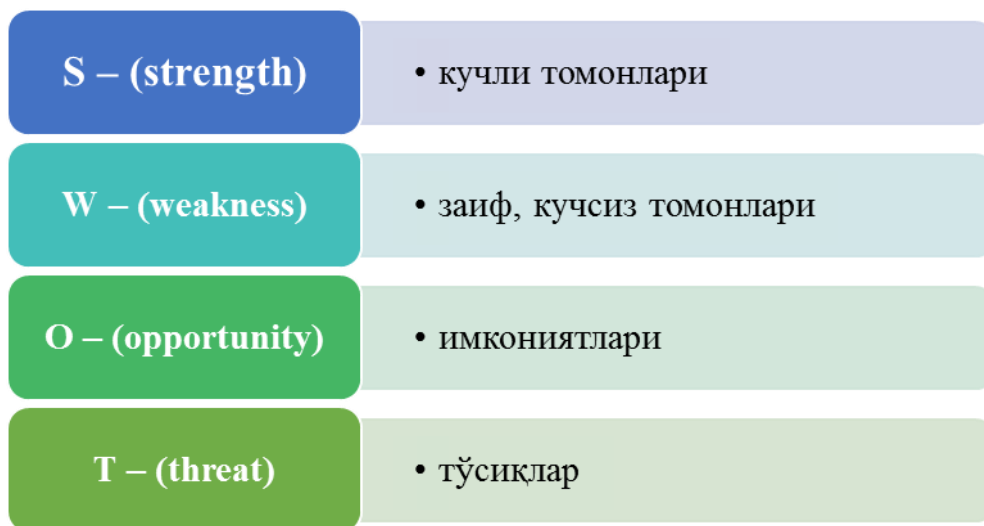 S – (strength)
• кучли томонлари
W – (weakness)
• заиф, кучсиз томонлари
O – (opportunity)
• имкониятлари
T – (threat)
• тўсиқлар